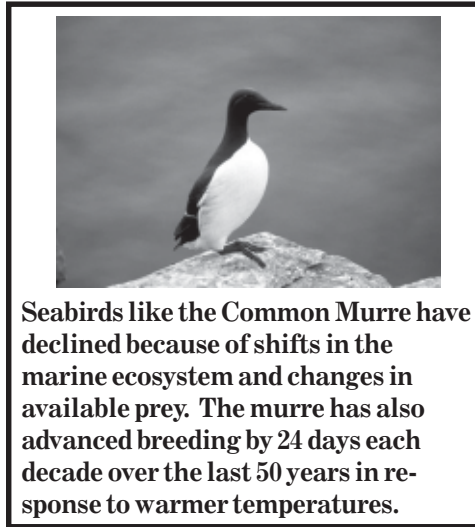 Seabirds like the Common Murre have
declined because of shifts in the
marine ecosystem and changes in
available prey.  The murre has also
advanced breeding by 24 days each
decade over the last 50 years in re-
sponse to warmer temperatures.